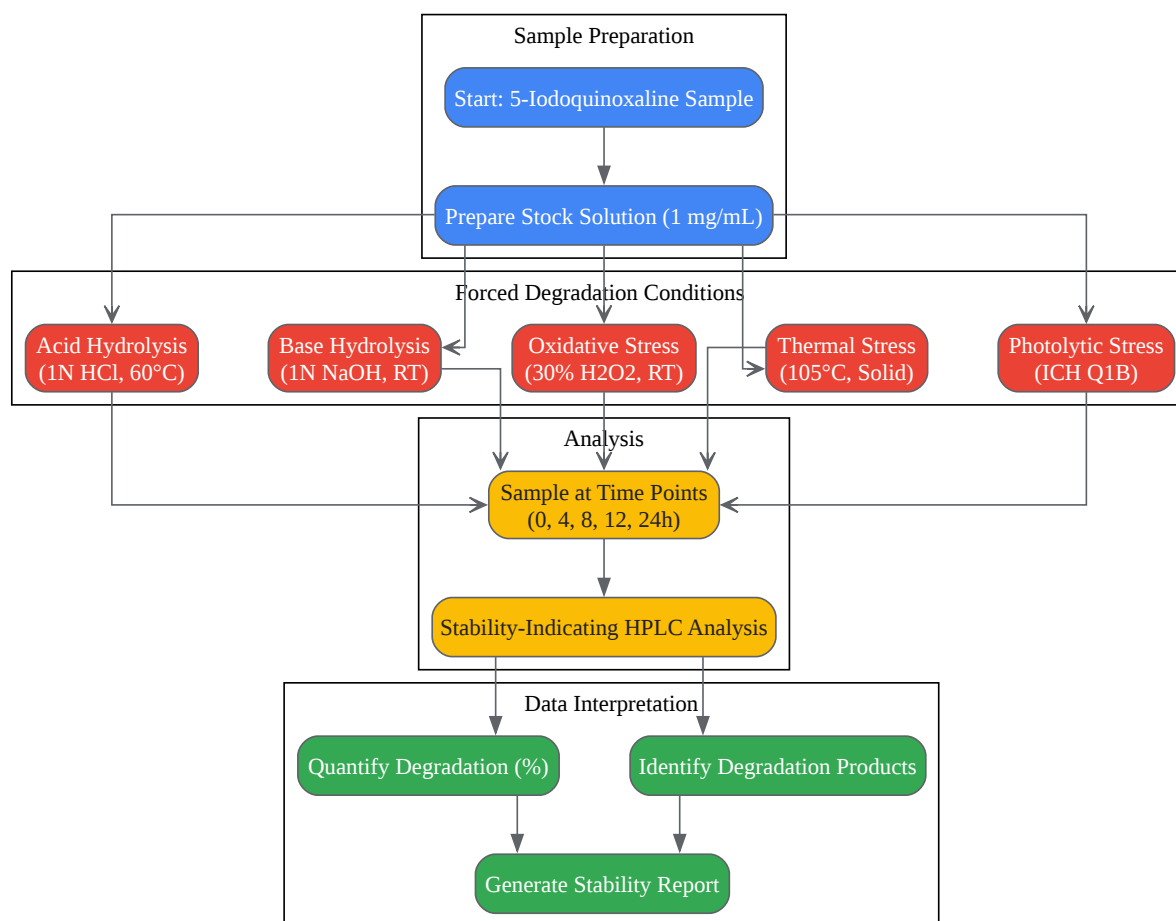 Sample Preparation
Start: 5-Iodoquinoxaline Sample
Prepare Stock Solution (1 mg/mL)
Forced Degradation Conditions
Acid Hydrolysis
(1N HCl, 60°C)
Base Hydrolysis
(1N NaOH, RT)
Oxidative Stress
(30% H2O2, RT)
Thermal Stress
(105°C, Solid)
Photolytic Stress
(ICH Q1B)
Analysis
Sample at Time Points
(0, 4, 8, 12, 24h)
Stability-Indicating HPLC Analysis
Data Interpretation
Quantify Degradation (%)
Identify Degradation Products
Generate Stability Report